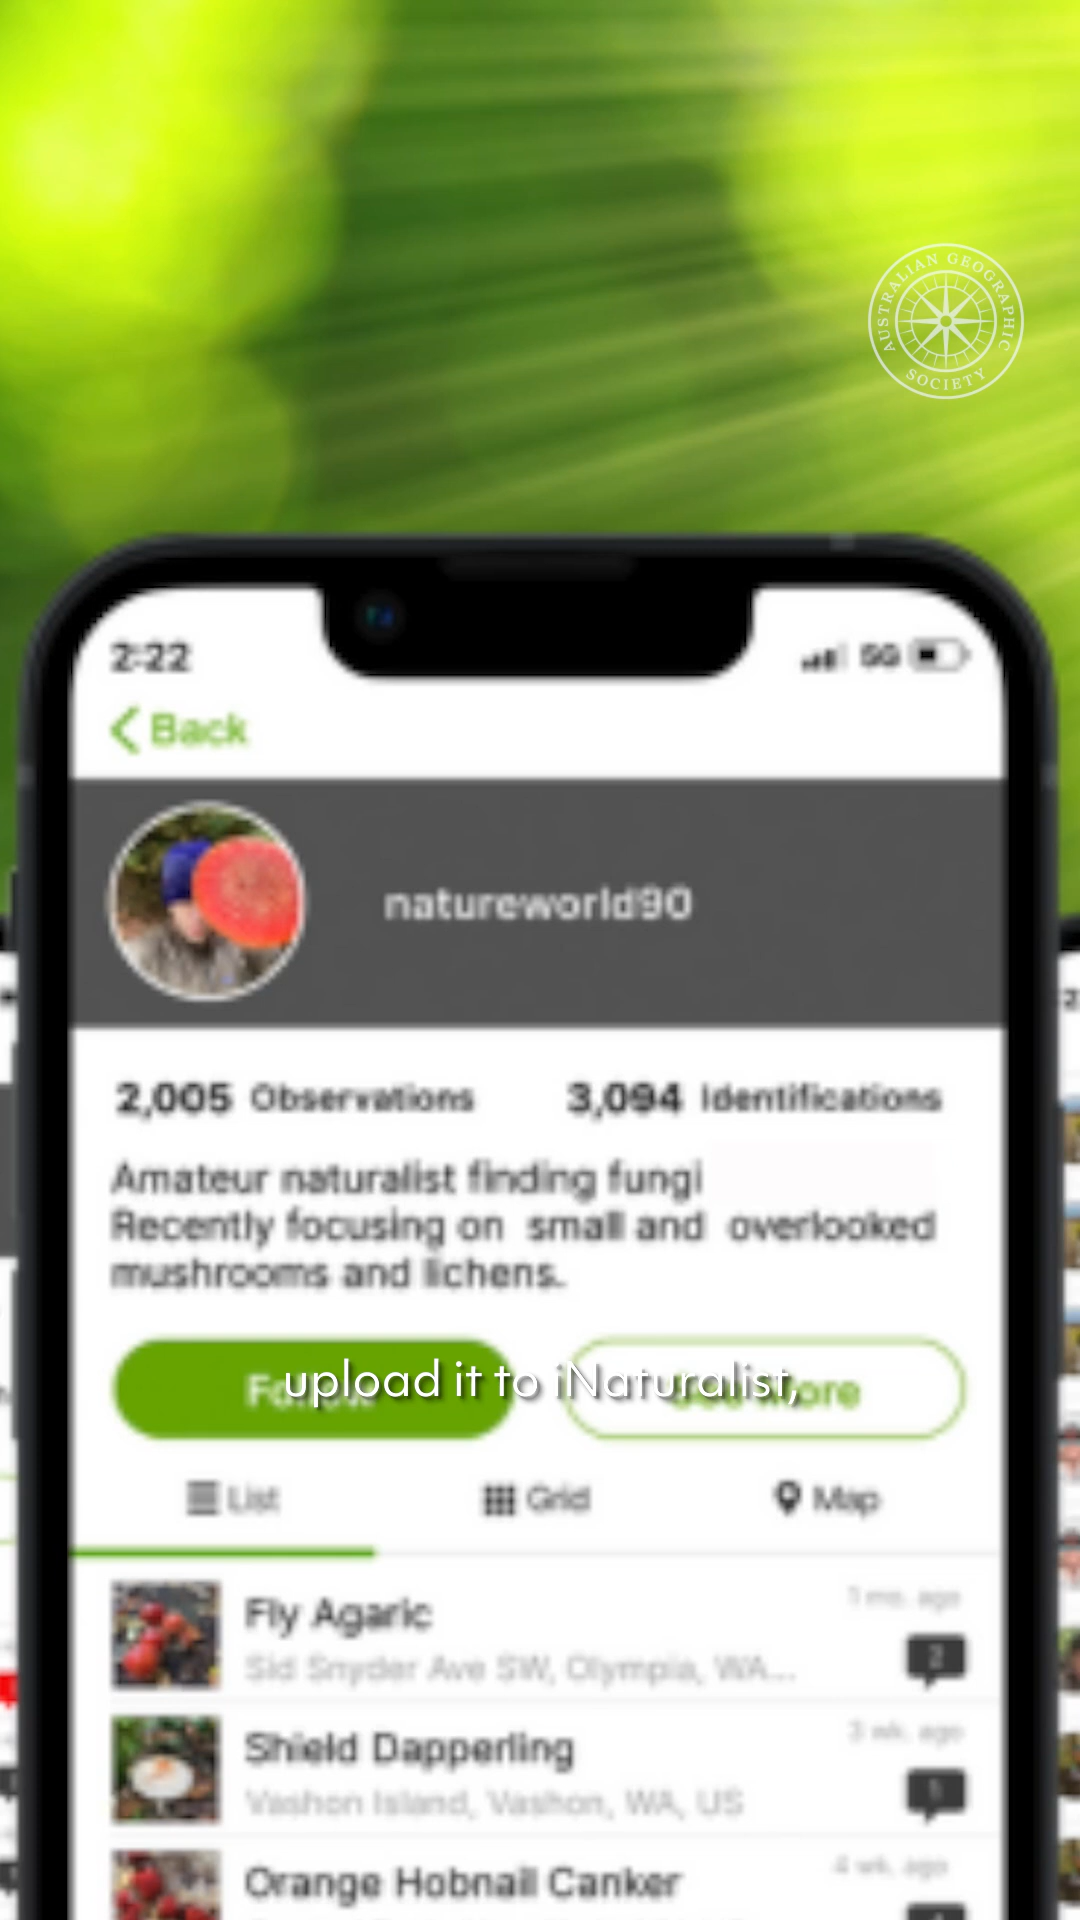 AUSTRALIAN GEOGRAPHIC
SOCIETY
2:22
5G
Back
natureworld90
2,005 Observations
3,094 Identifications
Amateur naturalist finding fungi
Recently focusing on small and overlooked
mushrooms and lichens.
upload it to iNaturalist,
List
Grid
Map
Fly Agaric
1 mo. ago
Sid Snyder Ave SW, Olympia, WA...
2
Shield Dapperling
3 wk. ago
Vashon Island, Vashon, WA, US
1
Orange Hobnail Canker
4 wk. ago